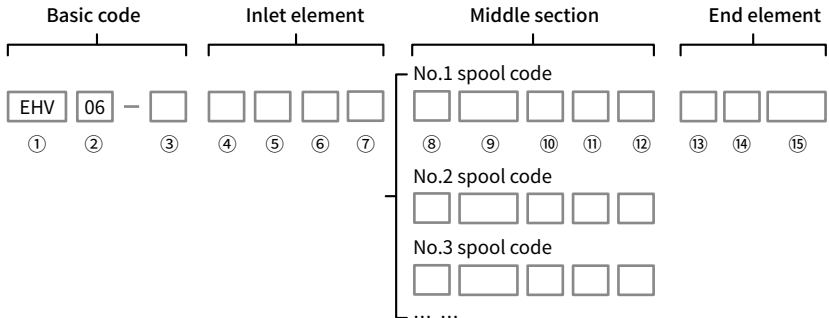 Basic code Inlet element Middle section End element
No.1 spool code
EHV 06 –
① ② ③ ④ ⑤ ⑥ ⑦ ⑧ ⑨ ⑩ ⑪ ⑫ ⑬ ⑭ ⑮
No.2 spool code
No.3 spool code
... ...